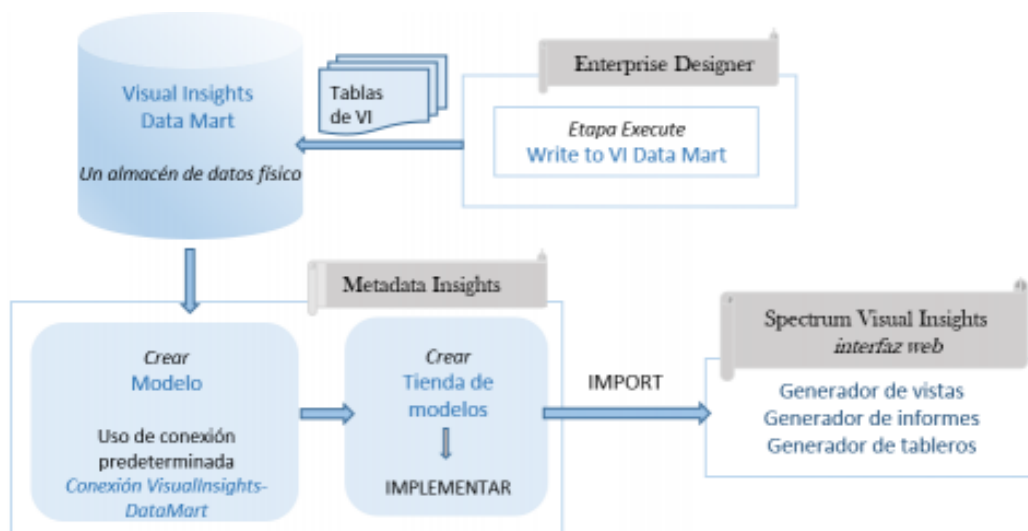 Enterprise Designer
Visual Insights
Data Mart
Un almacén de datos físico
Tablas
de VI
Etapa Execute
Write to VI Data Mart
Metadata Insights
Crear
Modelo
Uso de conexión
predeterminada
Conexión VisualInsights-
DataMart
Crear
Tienda de
modelos
IMPLEMENTAR
IMPORT
Spectrum Visual Insights
interfaz web
Generador de vistas
Generador de informes
Generador de tableros